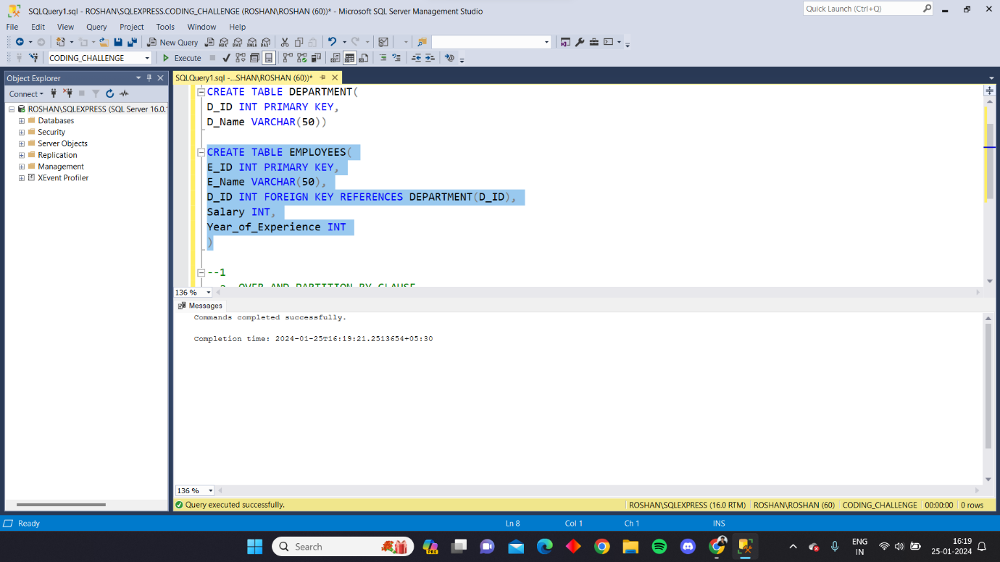 SQLQuery1.sql - ROSHAN\SQLEXPRESS.CODING_CHALLENGE (ROSHAN\ROSHAN (60))* - Microsoft SQL Server Management Studio
Quick Launch (Ctrl+Q)
File Edit View Query Project Tools Window Help
New Query
CODING_CHALLENGE Execute
Object Explorer
SQLQuery1.sql -...SHAN\ROSHAN (60))*
Connect
ROSHAN\SQLEXPRESS (SQL Server 16.0.1
Databases
Security
Server Objects
Replication
Management
XEvent Profiler
CREATE TABLE DEPARTMENT(
D_ID INT PRIMARY KEY,
D_Name VARCHAR(50))
CREATE TABLE EMPLOYEES(
E_ID INT PRIMARY KEY,
E_Name VARCHAR(50),
D_ID INT FOREIGN KEY REFERENCES DEPARTMENT(D_ID),
Salary INT,
Year_of_Experience INT
)
--1
OVER AND PARTITION BY CLAUSE
136 %
Messages
Commands completed successfully.
Completion time: 2024-01-25T16:19:21.2513654+05:30
136 %
Query executed successfully. ROSHAN\SQLEXPRESS (16.0 RTM) ROSHAN\ROSHAN (60) CODING_CHALLENGE 00:00:00 0 rows
Ready Ln 8 Col 1 Ch 1 INS
Search
PRE
ENG
IN
16:19
25-01-2024